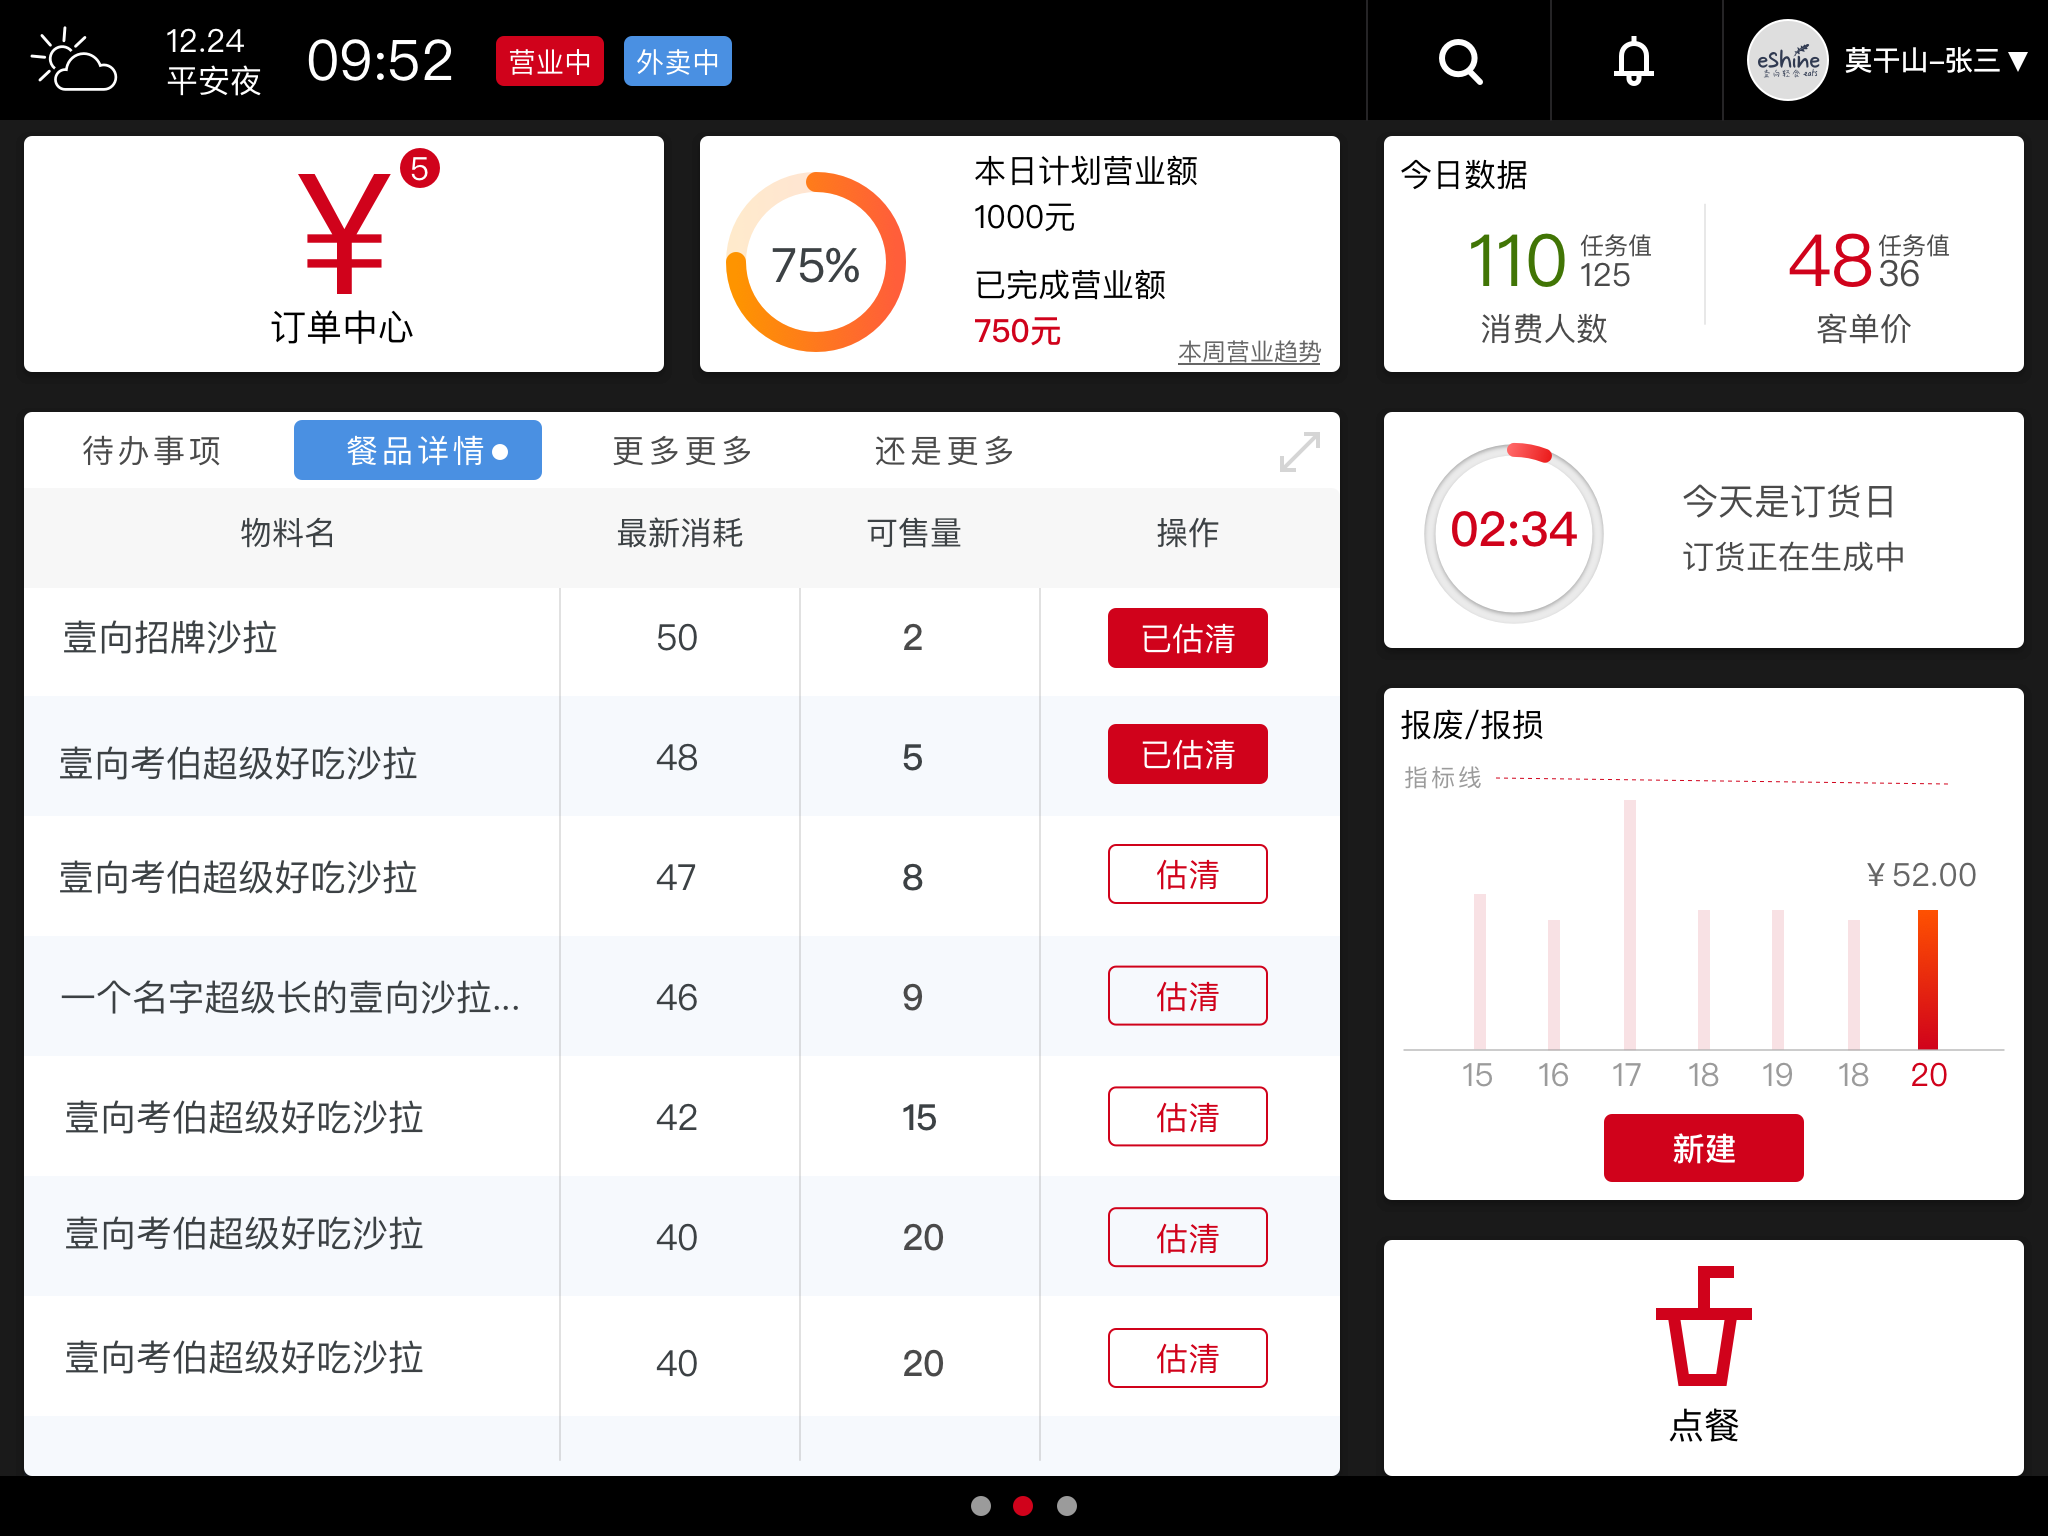 12.24
平安夜
09:52
营业中
外卖中
eShine
壹向轻食 eats
莫干山-张三▼
¥
5
订单中心
75%
本日计划营业额
1000元
已完成营业额
750元
本周营业趋势
今日数据
110
任务值
125
消费人数
48
任务值
36
客单价
待办事项
餐品详情
更多更多
还是更多
物料名 最新消耗 可售量 操作
壹向招牌沙拉 50 2 已估清
壹向考伯超级好吃沙拉 48 5 已估清
壹向考伯超级好吃沙拉 47 8 估清
一个名字超级长的壹向沙拉... 46 9 估清
壹向考伯超级好吃沙拉 42 15 估清
壹向考伯超级好吃沙拉 40 20 估清
壹向考伯超级好吃沙拉 40 20 估清
02:34
今天是订货日
订货正在生成中
报废/报损
指标线
¥ 52.00
15 16 17 18 19 18 20
新建
点餐